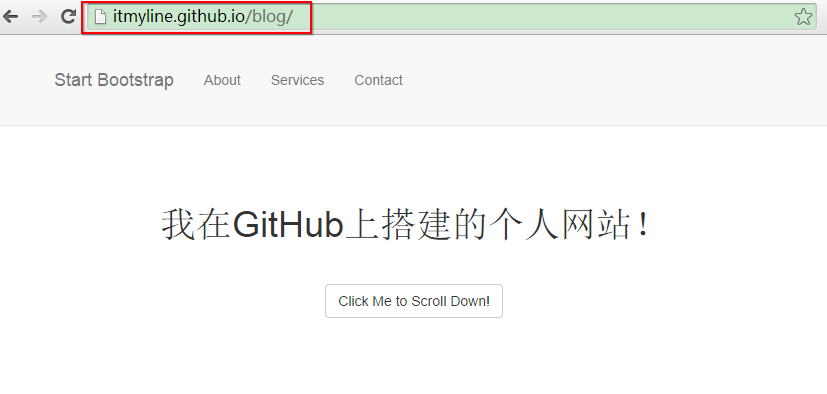 itmyline.github.io/blog/
Start Bootstrap About Services Contact
我在GitHub上搭建的个人网站！
Click Me to Scroll Down!